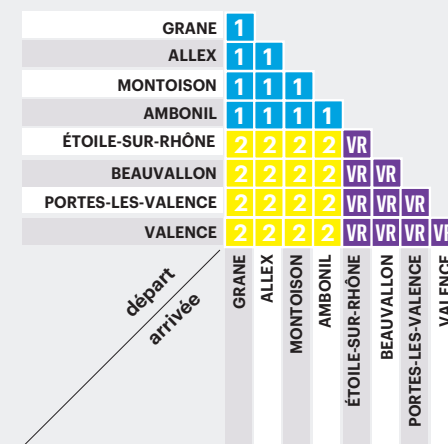 GRANE 1
ALLEX 1 1
MONTOISON 1 1 1
AMBONIL 1 1 1 1
ÉTOILE-SUR-RHÔNE 2 2 2 2 VR
BEAUVALLON 2 2 2 2 VR VR
PORTES-LES-VALENCE 2 2 2 2 VR VR VR
VALENCE 2 2 2 2 VR VR VR VR
départ
arrivée
GRANE
ALLEX
MONTOISON
AMBONIL
ÉTOILE-SUR-RHÔNE
BEAUVALLON
PORTES-LES-VALENCE
VALENCE